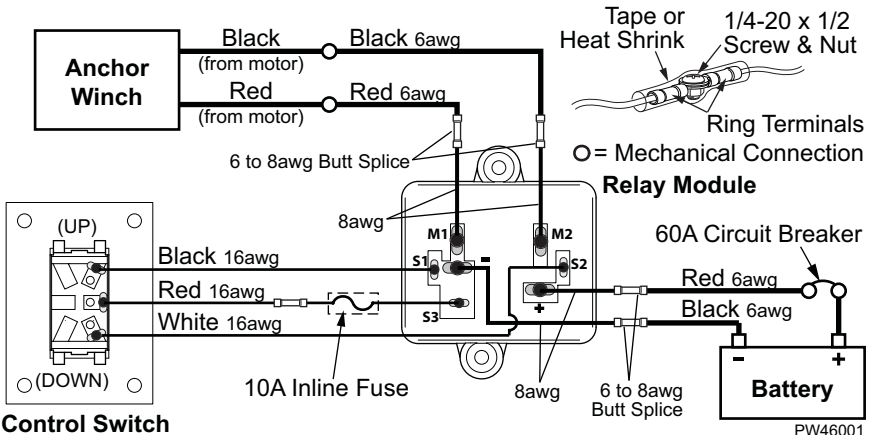 Tape or
Heat Shrink
1/4-20 x 1/2
Screw & Nut
Anchor
Winch
Black
(from motor)
Black 6awg
Red
(from motor)
Red 6awg
Ring Terminals
O= Mechanical Connection
6 to 8awg Butt Splice
Relay Module
(UP)
8awg
M1
M2
60A Circuit Breaker
Black 16awg
S1
-
S2
Red 16awg
Red 6awg
Black 6awg
White 16awg
S3
+
(DOWN)
10A Inline Fuse
8awg
6 to 8awg
Butt Splice
- +
Battery
Control Switch
PW46001